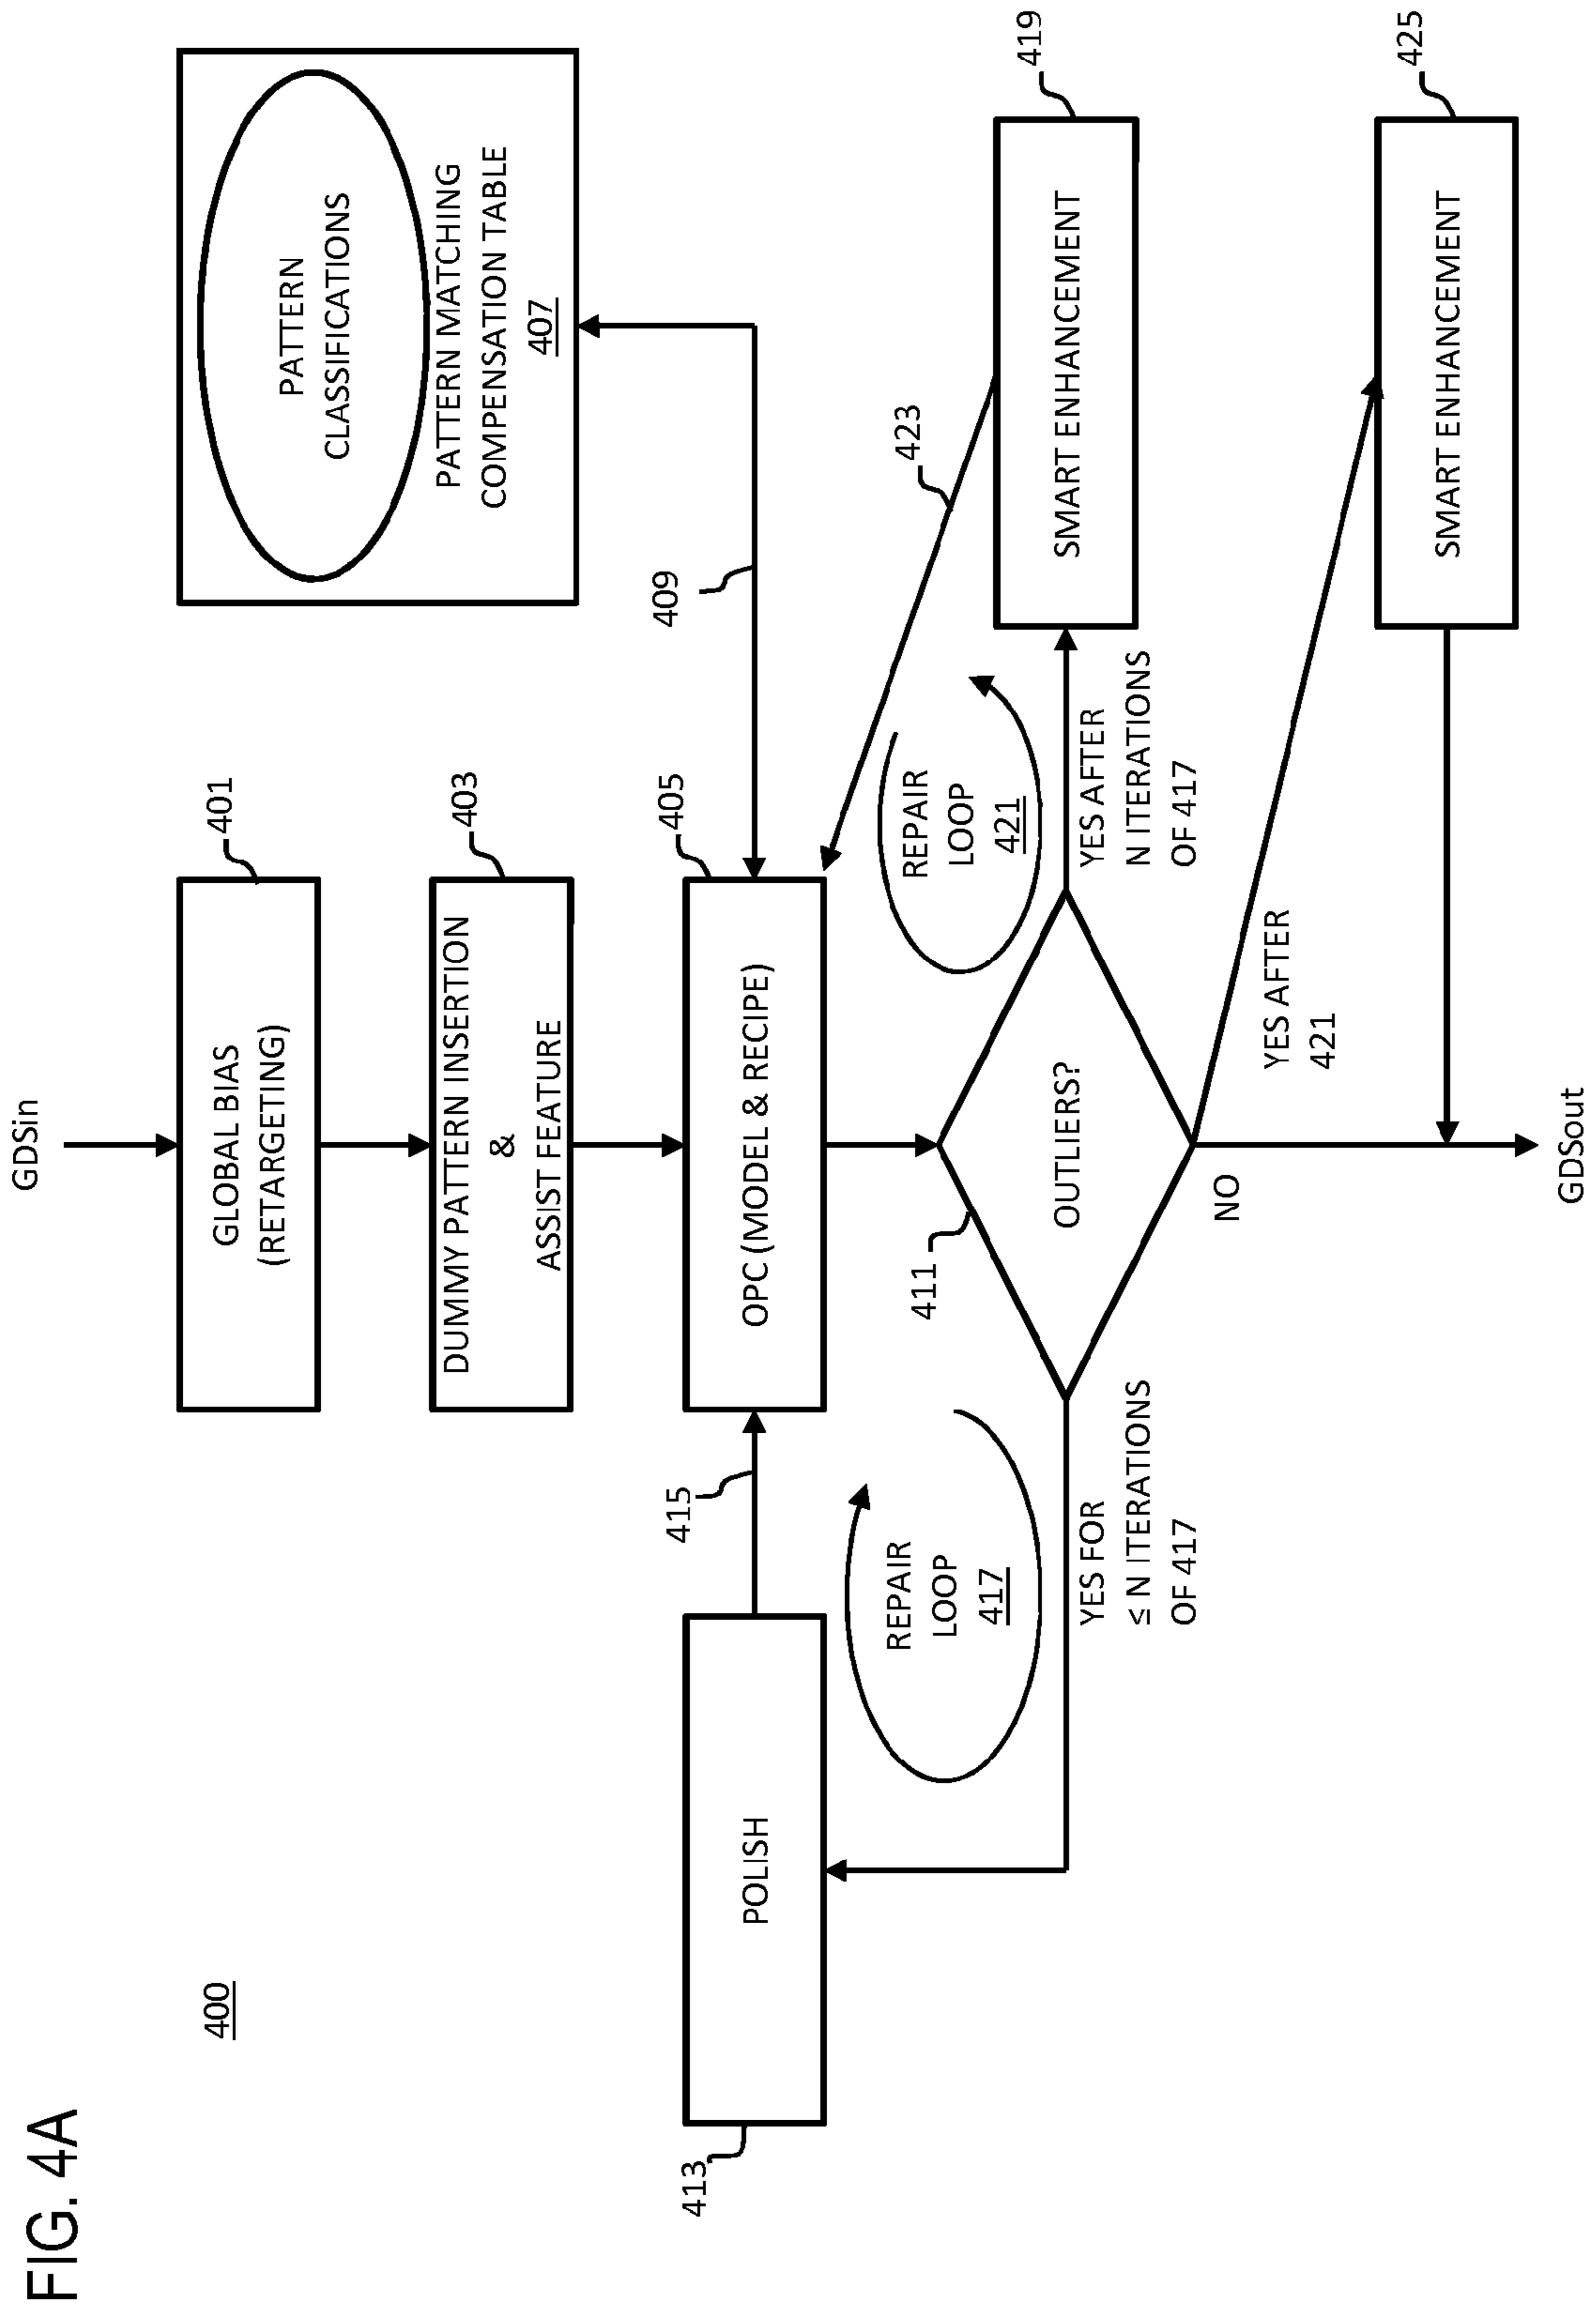 FIG. 4A
400
GDSin
GLOBAL BIAS
(RETARGETING)
401
DUMMY PATTERN INSERTION
&
ASSIST FEATURE
403
PATTERN
CLASSIFICATIONS
PATTERN MATCHING
COMPENSATION TABLE
407
409
405
OPC (MODEL & RECIPE)
415
POLISH
413
REPAIR
LOOP
417
411
OUTLIERS?
REPAIR
LOOP
421
423
SMART ENHANCEMENT
419
YES FOR
≤ N ITERATIONS
OF 417
YES AFTER
N ITERATIONS
OF 417
NO
YES AFTER
421
SMART ENHANCEMENT
425
GDSout